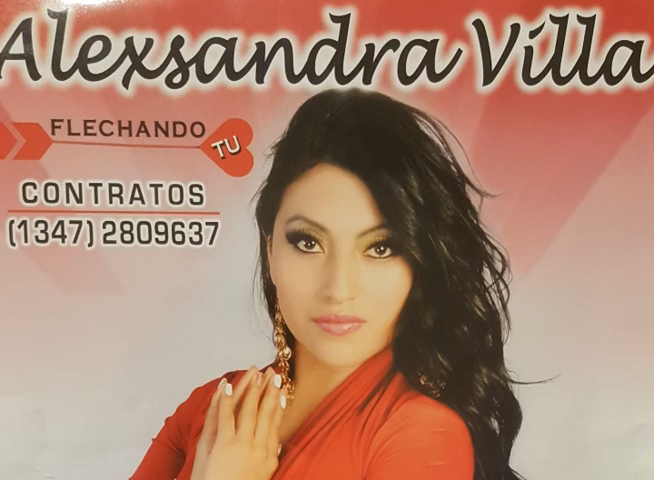 Alexsandra Villa
FLECHANDO
TU
CONTRATOS
(1347) 2809637